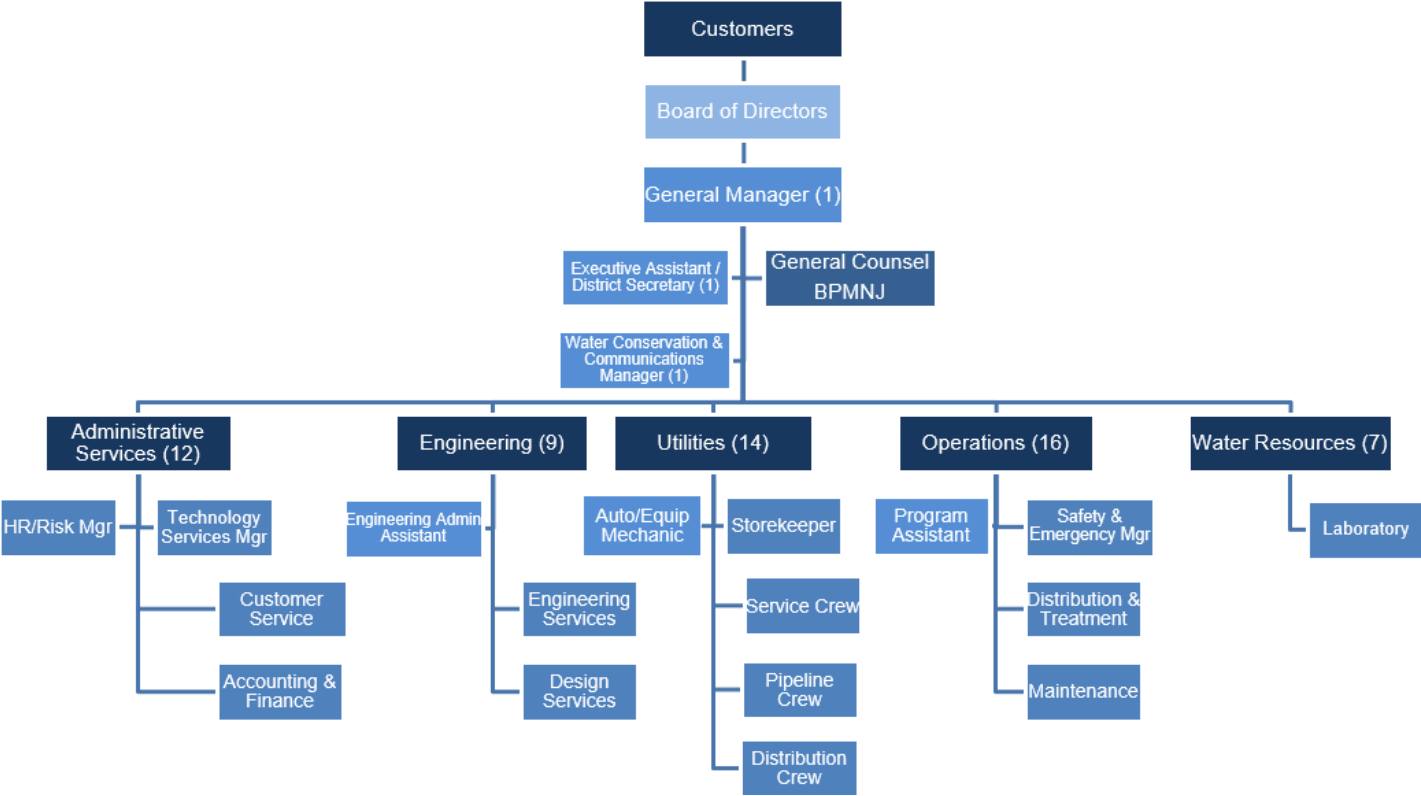 Customers
Board of Directors
General Manager (1)
Executive Assistant /
District Secretary (1)
General Counsel
BPMNJ
Water Conservation &
Communications
Manager (1)
Administrative
Services (12)
Engineering (9)
Utilities (14)
Operations (16)
Water Resources (7)
HR/Risk Mgr
Technology
Services Mgr
Engineering Admin
Assistant
Auto/Equip
Mechanic
Storekeeper
Program
Assistant
Safety &
Emergency Mgr
Laboratory
Customer
Service
Engineering
Services
Service Crew
Distribution &
Treatment
Accounting &
Finance
Design
Services
Pipeline
Crew
Maintenance
Distribution
Crew